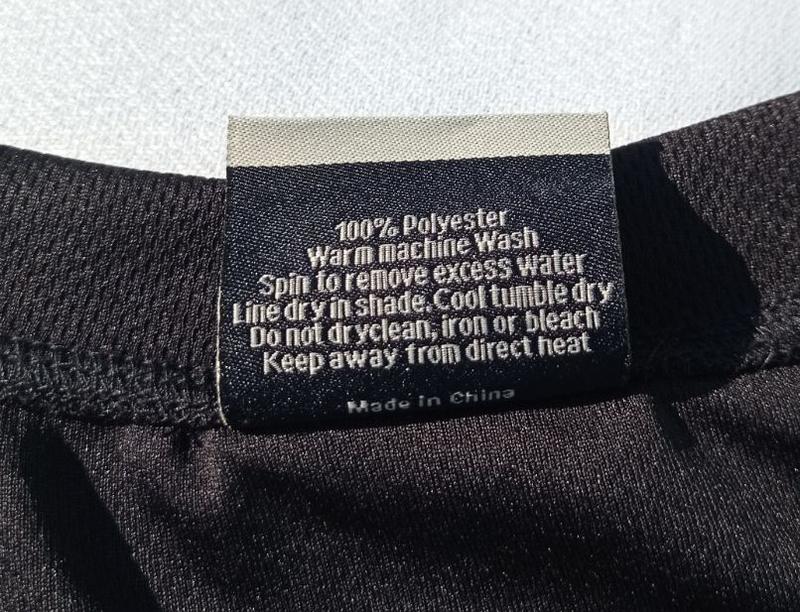 100% Polyester
Warm machine Wash
Spin to remove excess water
Line dry in shade. Cool tumble dry
Do not dryclean, iron or bleach
Keep away from direct heat
Made in China